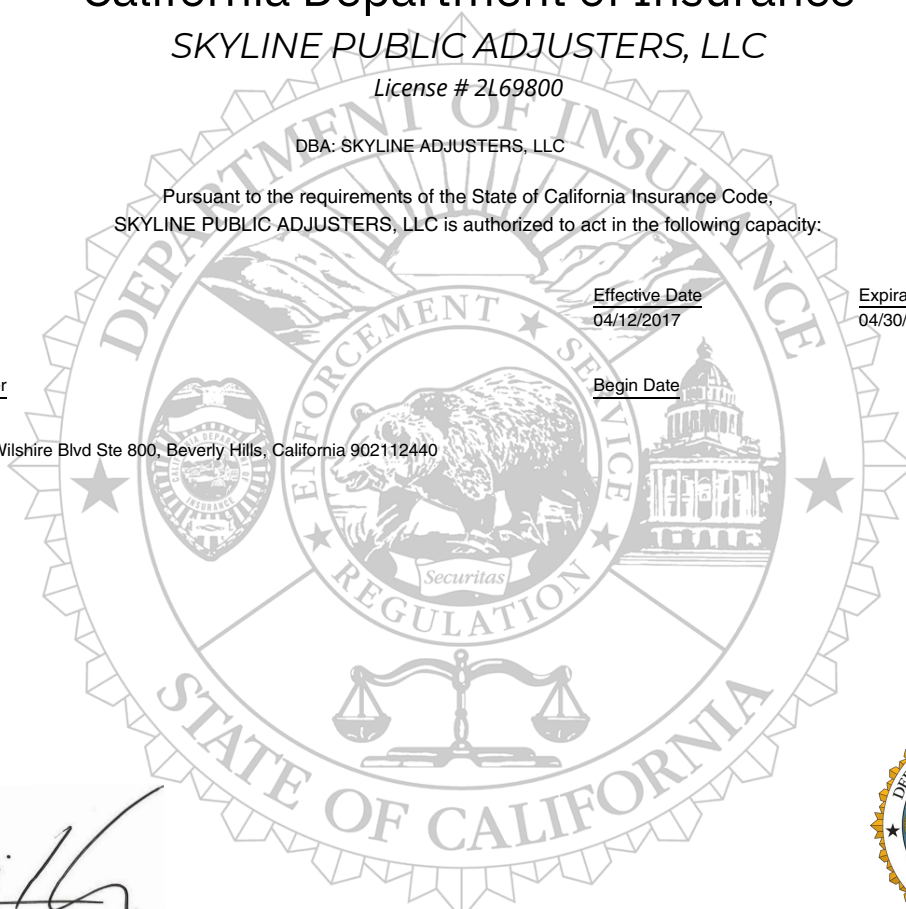 California Department of Insurance
SKYLINE PUBLIC ADJUSTERS, LLC
License # 2L69800
DBA: SKYLINE ADJUSTERS, LLC
Pursuant to the requirements of the State of California Insurance Code,
SKYLINE PUBLIC ADJUSTERS, LLC is authorized to act in the following capacity:
Effective Date
04/12/2017
04/30/
Begin Date
Wilshire Blvd Ste 800, Beverly Hills, California 902112440
DEPARTMENT OF INSURANCE
ENFORCEMENT SERVICE
REGULATION
Securitas
INSURANCE
STATE OF CALIFORNIA